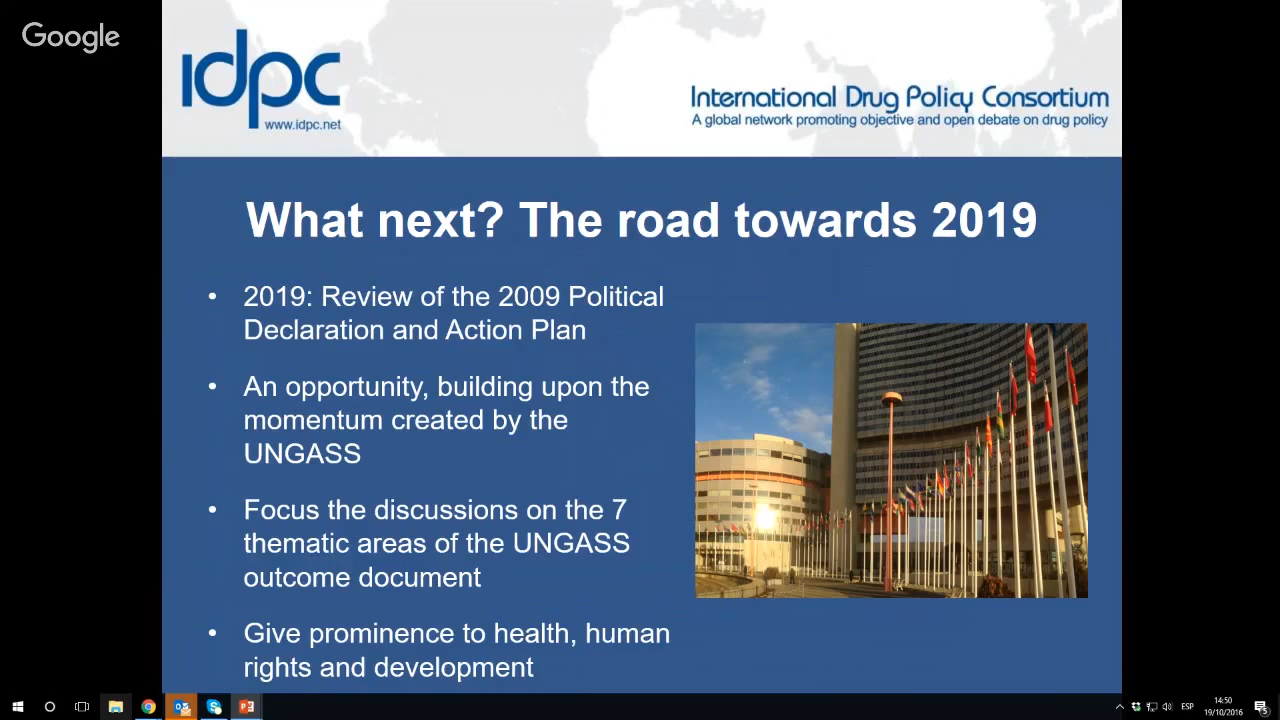 Google
idpc
www.idpc.net
International Drug Policy Consortium
A global network promoting objective and open debate on drug policy
What next? The road towards 2019
• 2019: Review of the 2009 Political
Declaration and Action Plan
• An opportunity, building upon the
momentum created by the
UNGASS
• Focus the discussions on the 7
thematic areas of the UNGASS
outcome document
• Give prominence to health, human
rights and development
ESP
14:50
19/10/2016
5